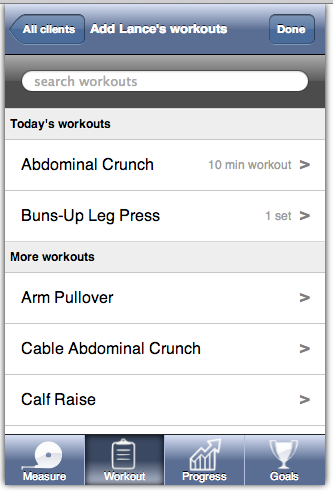 All clients Add Lance's workouts Done
search workouts
Today's workouts
Abdominal Crunch 10 min workout >
Buns-Up Leg Press 1 set >
More workouts
Arm Pullover >
Cable Abdominal Crunch >
Calf Raise >
Measure Workout Progress Goals